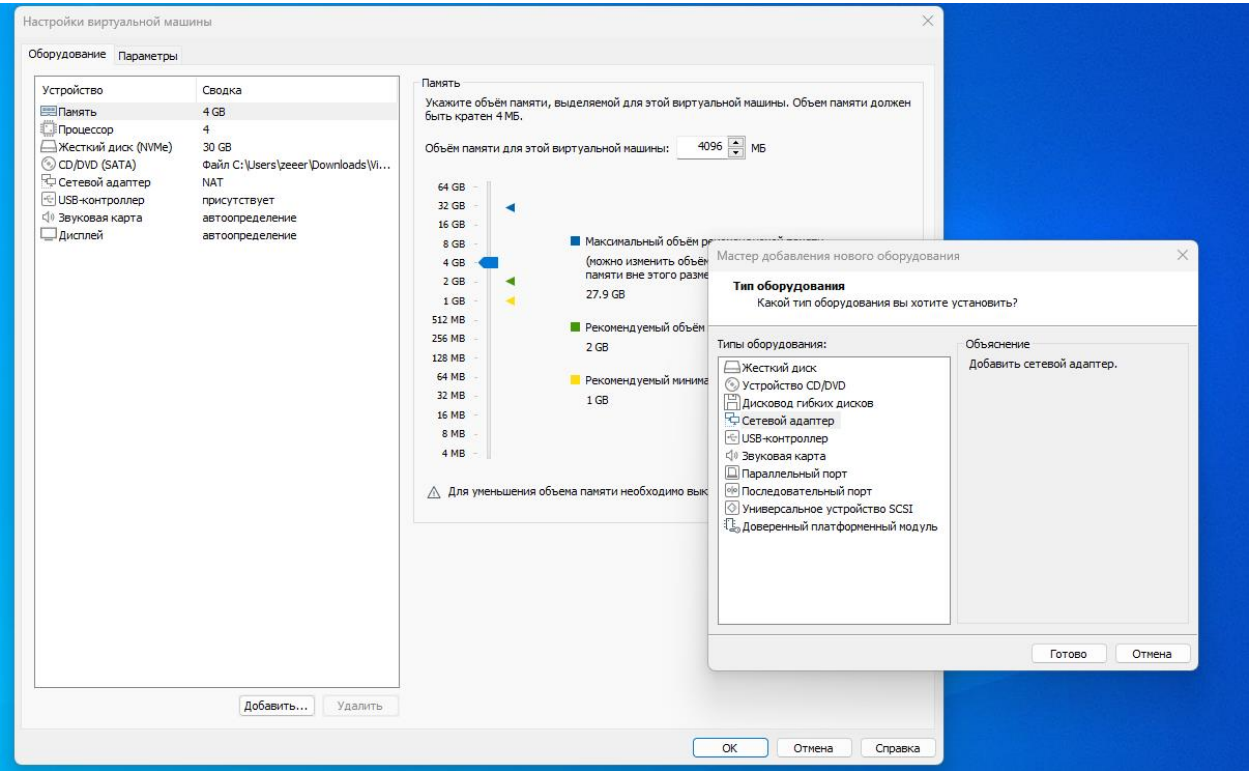 Настройки виртуальной машины
Оборудование Параметры
Устройство Сводка
Память 4 GB
Процессор 4
Жесткий диск (NVMe) 30 GB
CD/DVD (SATA) Файл C:\Users\zeeer\Downloads\Vi...
Сетевой адаптер NAT
USB-контроллер присутствует
Звуковая карта автоопределение
Дисплей автоопределение
Добавить... Удалить
Память
Укажите объём памяти, выделяемой для этой виртуальной машины. Объем памяти должен
быть кратен 4 МБ.
Объём памяти для этой виртуальной машины: 4096 МБ
64 GB
32 GB
16 GB
8 GB
4 GB
2 GB
1 GB
512 MB
256 MB
128 MB
64 MB
32 MB
16 MB
8 MB
4 MB
Максимальный объём
(можно изменить объём
памяти вне этого разме
27.9 GB
Рекомендуемый объём
2 GB
Рекомендуемый минима
1 GB
Для уменьшения объема памяти необходимо вык
OK Отмена Справка
Мастер добавления нового оборудования
Тип оборудования
Какой тип оборудования вы хотите установить?
Типы оборудования:
Жесткий диск
Устройство CD/DVD
Дисковод гибких дисков
Сетевой адаптер
USB-контроллер
Звуковая карта
Параллельный порт
Последовательный порт
Универсальное устройство SCSI
Доверенный платформенный модуль
Объяснение
Добавить сетевой адаптер.
Готово Отмена